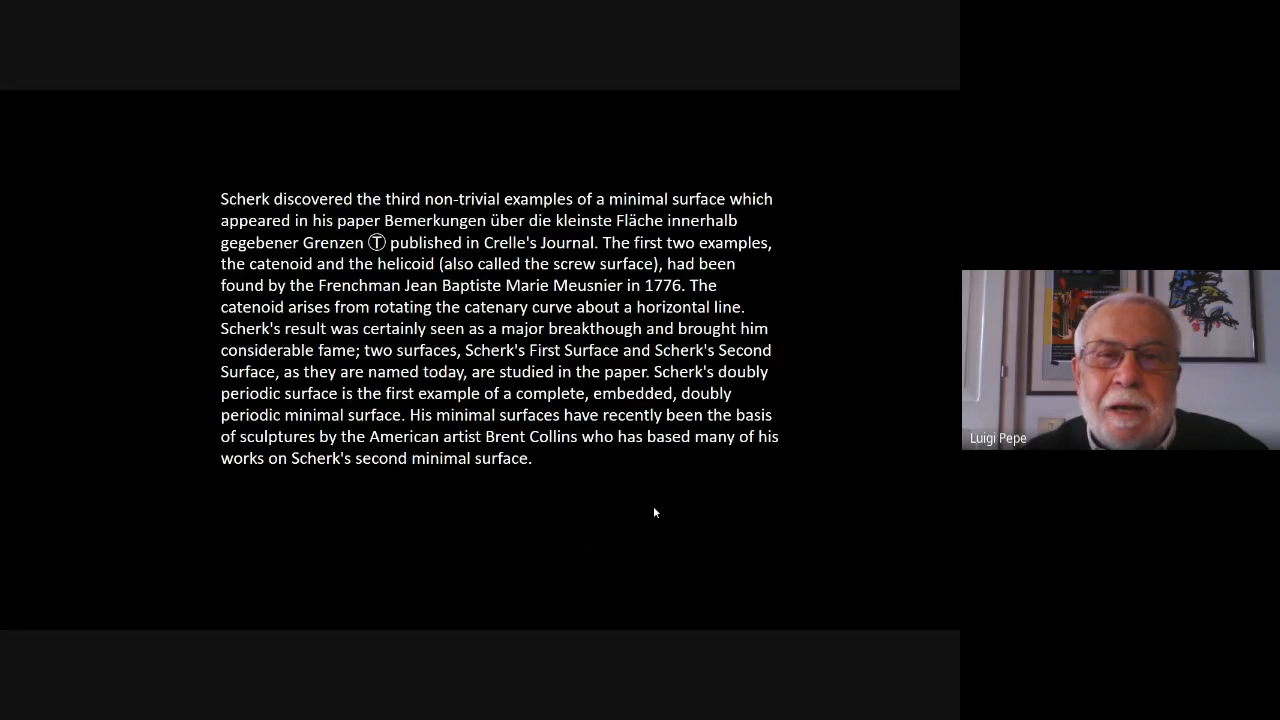 Scherk discovered the third non-trivial examples of a minimal surface which
appeared in his paper Bemerkungen über die kleinste Fläche innerhalb
gegebener Grenzen Ⓣ published in Crelle's Journal. The first two examples,
the catenoid and the helicoid (also called the screw surface), had been
found by the Frenchman Jean Baptiste Marie Meusnier in 1776. The
catenoid arises from rotating the catenary curve about a horizontal line.
Scherk's result was certainly seen as a major breakthough and brought him
considerable fame; two surfaces, Scherk's First Surface and Scherk's Second
Surface, as they are named today, are studied in the paper. Scherk's doubly
periodic surface is the first example of a complete, embedded, doubly
periodic minimal surface. His minimal surfaces have recently been the basis
of sculptures by the American artist Brent Collins who has based many of his
works on Scherk's second minimal surface.
Luigi Pepe